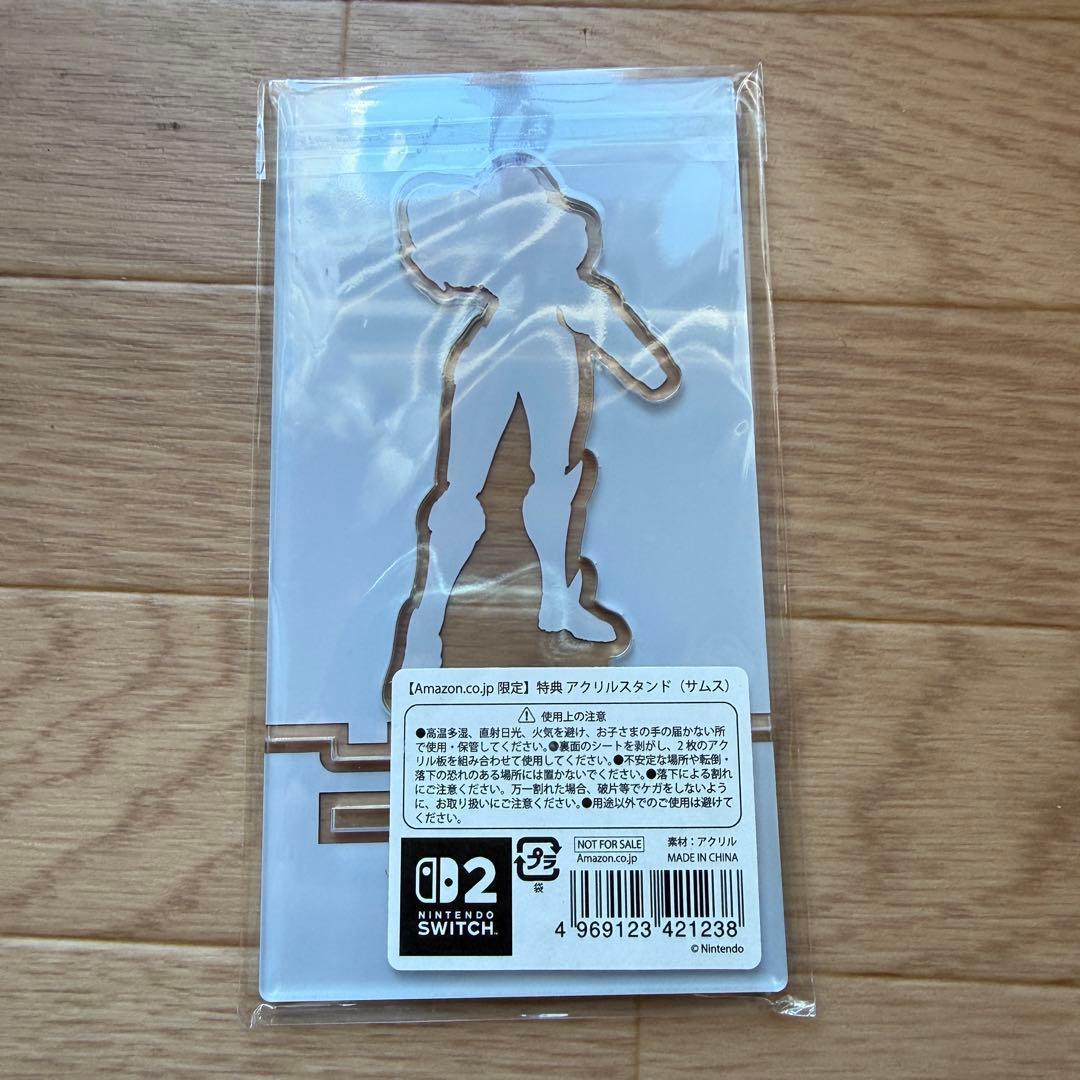 【Amazon.co.jp 限定】特典 アクリルスタンド（サムス）
⚠ 使用上の注意
●高温多湿、直射日光、火気を避け、お子さまの手の届かない所
で使用・保管してください。●裏面のシートを剥がし、2枚のアク
リル板を組み合わせて使用してください。●不安定な場所や転倒・
落下の恐れのある場所には置かないでください。●落下による割れ
にご注意ください。万一割れた場合、破片等でケガをしないよう
に、お取り扱いにご注意ください。●用途以外でのご使用は避けて
ください。
2
NINTENDO
SWITCH™
プラ
袋
NOT FOR SALE
Amazon.co.jp
素材：アクリル
MADE IN CHINA
4 969123 421238
© Nintendo